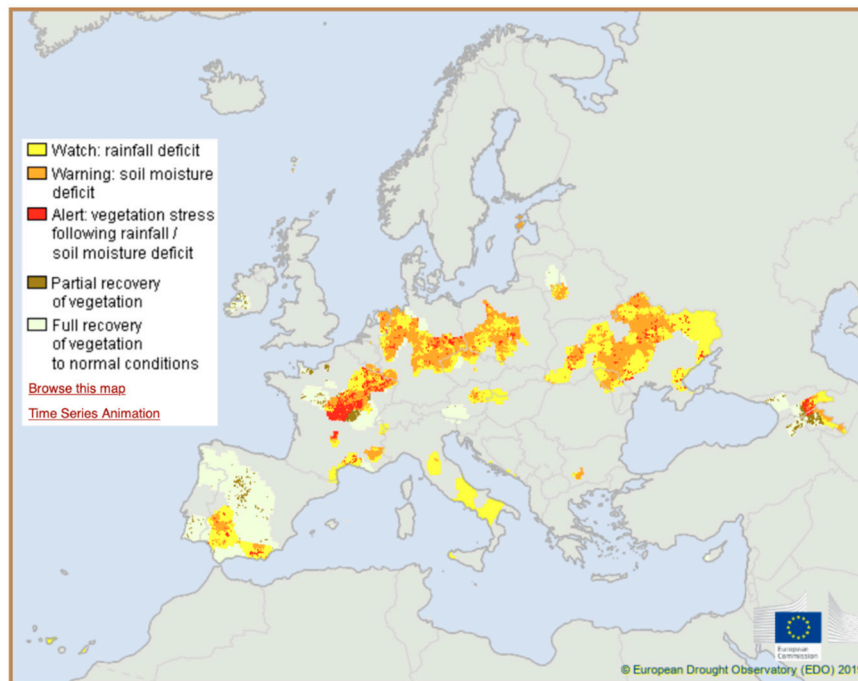 Watch: rainfall deficit
Warning: soil moisture
deficit
Alert: vegetation stress
following rainfall /
soil moisture deficit
Partial recovery
of vegetation
Full recovery
of vegetation
to normal conditions
Browse this map
Time Series Animation
European
Commission
© European Drought Observatory (EDO) 2019